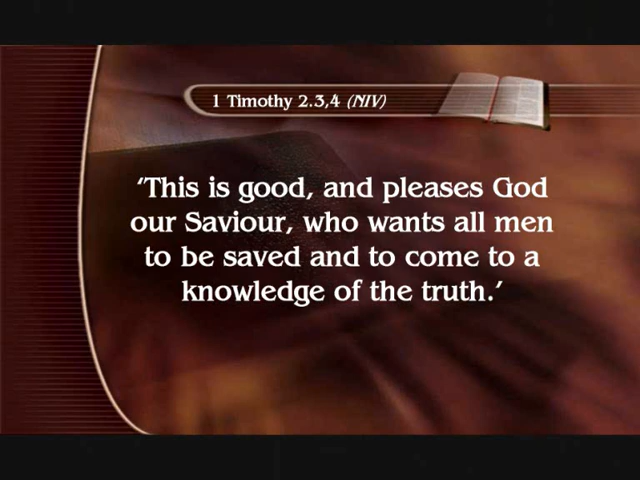 1 Timothy 2.3,4 (NIV)
‘This is good, and pleases God
our Saviour, who wants all men
to be saved and to come to a
knowledge of the truth.’